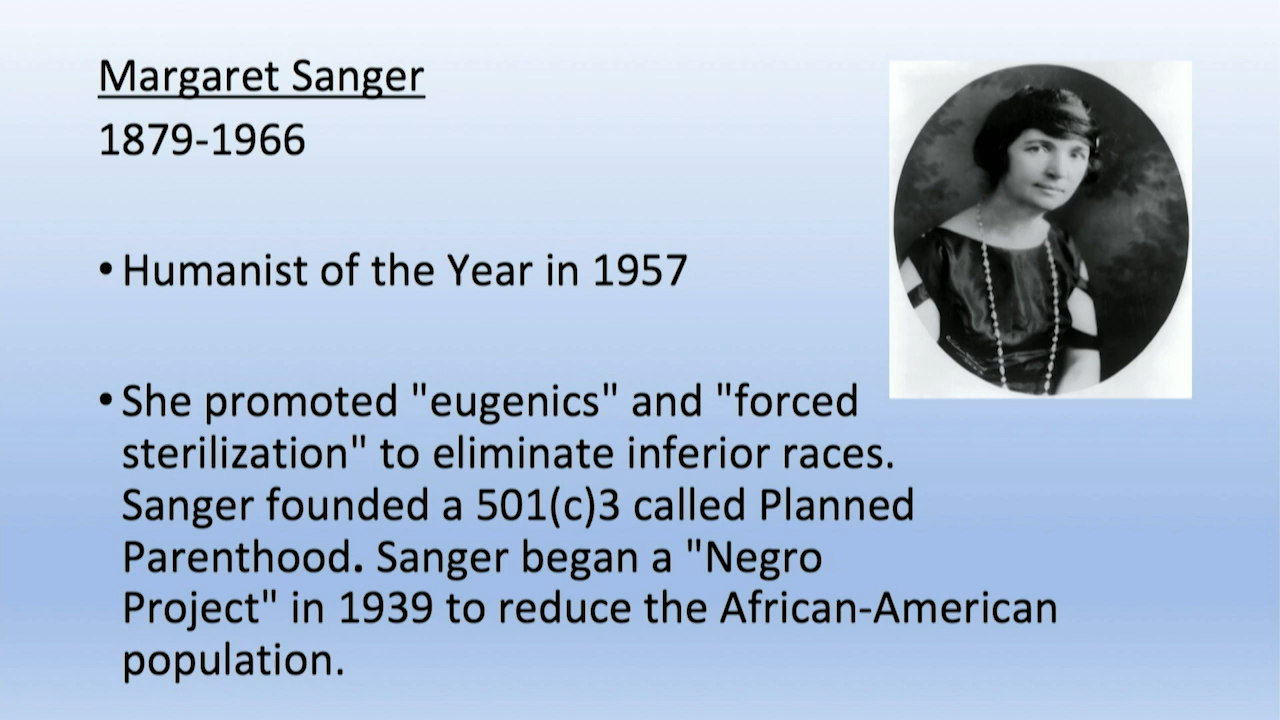 Margaret Sanger
1879-1966
• Humanist of the Year in 1957
• She promoted "eugenics" and "forced
sterilization" to eliminate inferior races.
Sanger founded a 501(c)3 called Planned
Parenthood. Sanger began a "Negro
Project" in 1939 to reduce the African-American
population.